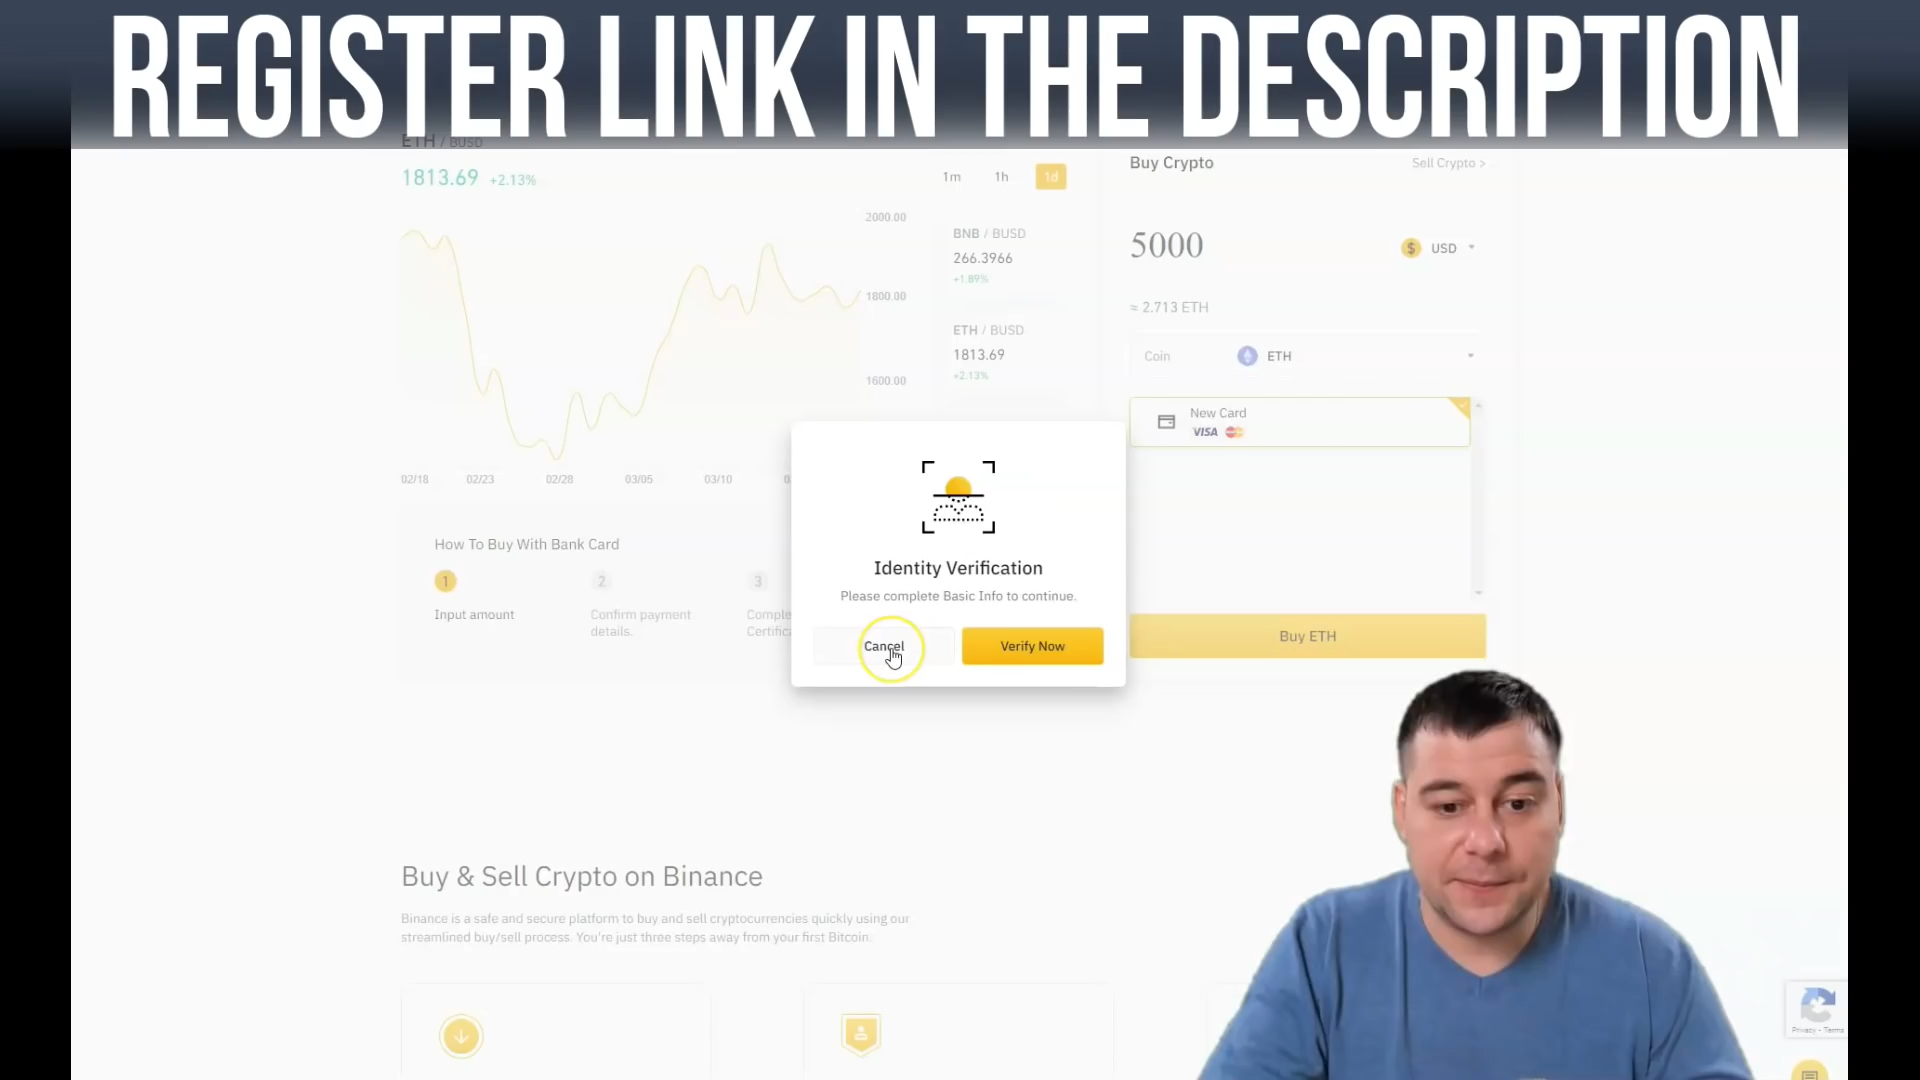 REGISTER LINK IN THE DESCRIPTION
ETH / BUSD
1813.69 +2.13%
1m 1h 1d
2000.00
1800.00
1600.00
02/18 02/23 02/28 03/05 03/10
BNB / BUSD
266.3966
+1.89%
ETH / BUSD
1813.69
+2.13%
Buy Crypto Sell Crypto >
5000 $ USD
≈ 2.713 ETH
Coin ETH
New Card
VISA
Buy ETH
How To Buy With Bank Card
1 2 3
Input amount
Confirm payment
details.
Identity Verification
Please complete Basic Info to continue.
Cancel Verify Now
Buy & Sell Crypto on Binance
Binance is a safe and secure platform to buy and sell cryptocurrencies quickly using our
streamlined buy/sell process. You're just three steps away from your first Bitcoin.
Privacy - Terms